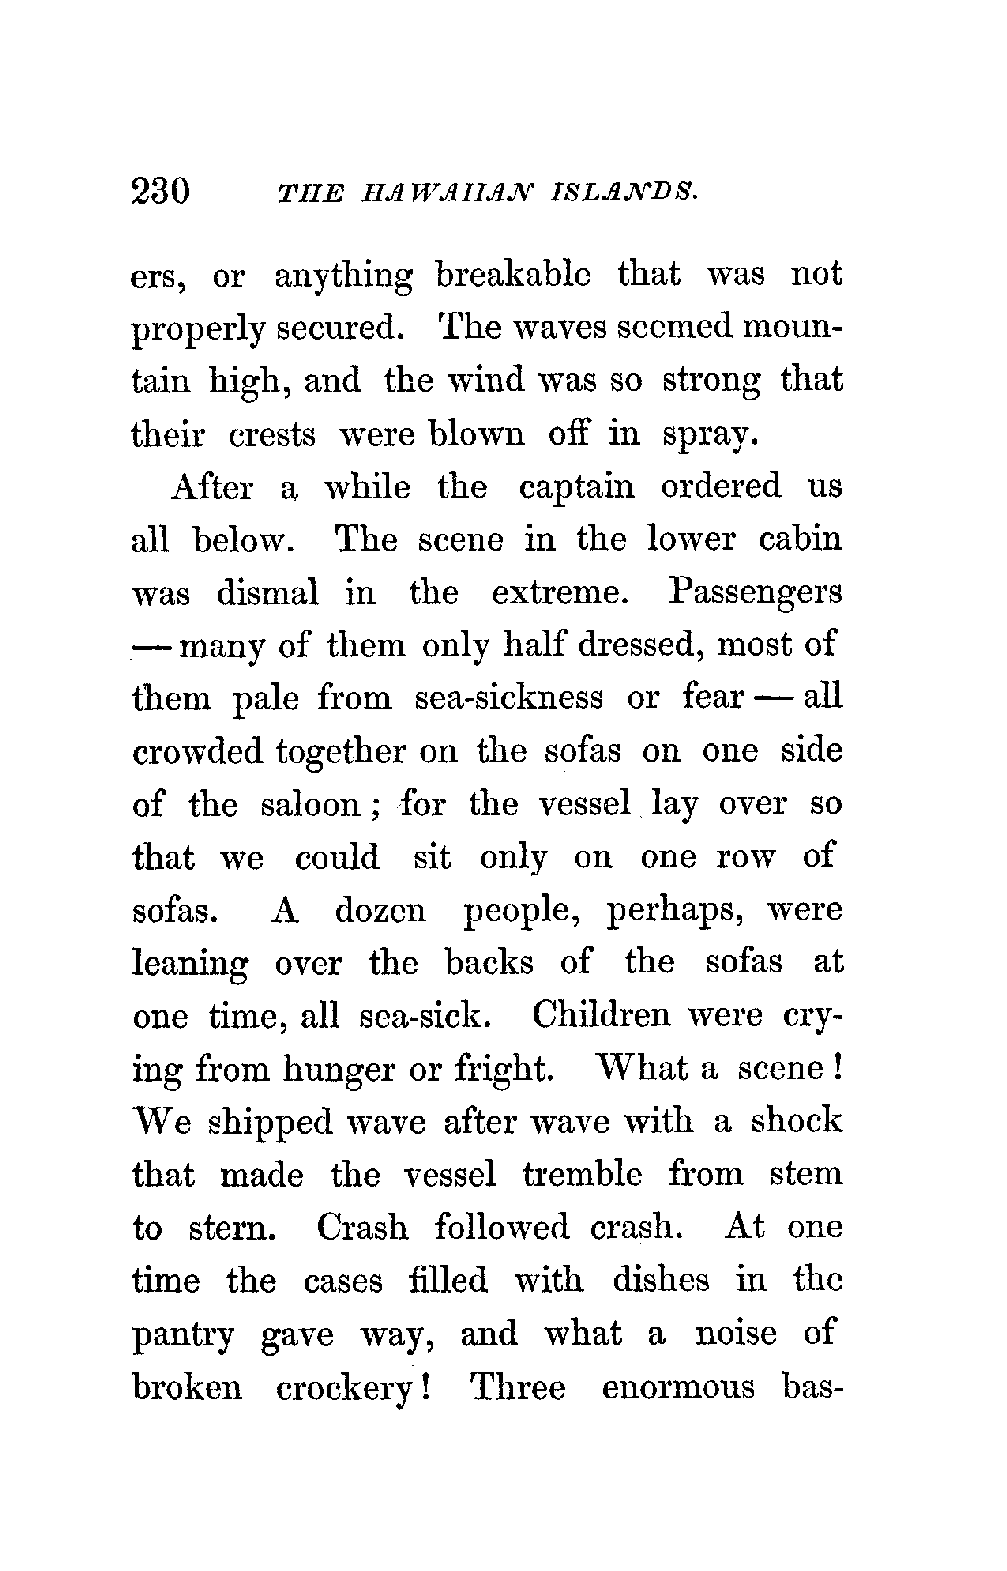 230 THE HAWAIIAN ISLANDS.
ers, or anything breakable that was not
properly secured. The waves seemed moun-
tain high, and the wind was so strong that
their crests were blown off in spray.
After a while the captain ordered us
all below. The scene in the lower cabin
was dismal in the extreme. Passengers
— many of them only half dressed, most of
them pale from sea-sickness or fear — all
crowded together on the sofas on one side
of the saloon; for the vessel lay over so
that we could sit only on one row of
sofas. A dozen people, perhaps, were
leaning over the backs of the sofas at
one time, all sea-sick. Children were cry-
ing from hunger or fright. What a scene!
We shipped wave after wave with a shock
that made the vessel tremble from stem
to stern. Crash followed crash. At one
time the cases filled with dishes in the
pantry gave way, and what a noise of
broken crockery! Three enormous bas-